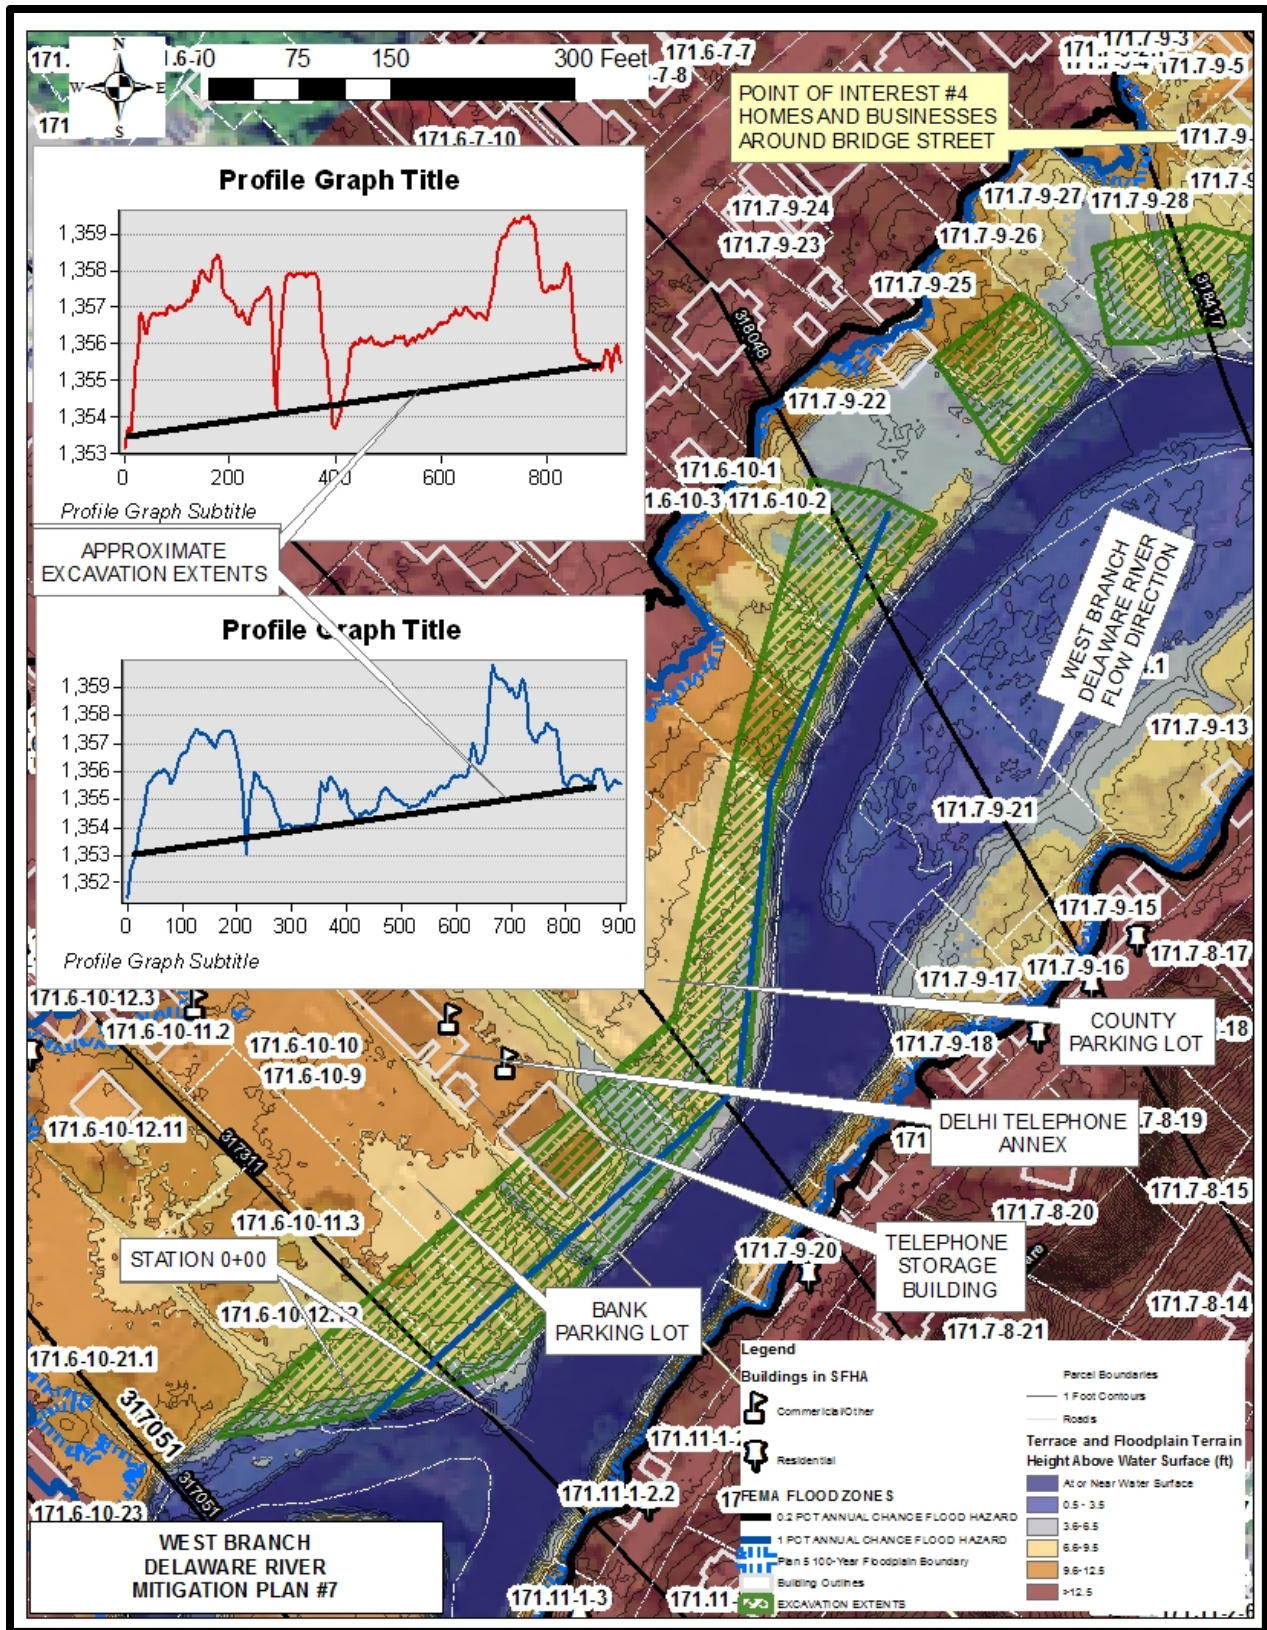 N
W
E
S
0
75
150
300 Feet
171.6-7-7
171.7-9-3
171.7-9-5
171
171.6-7-10
POINT OF INTEREST #4
HOMES AND BUSINESSES
AROUND BRIDGE STREET
171.7-9-24
171.7-9-23
171.7-9-27
171.7-9-28
171.7-9-26
171.7-9-25
318048
318417
171.7-9-22
171.6-10-1
171.6-10-2
Profile Graph Title
1,359
1,358
1,357
1,356
1,355
1,354
1,353
0
200
400
600
800
Profile Graph Subtitle
APPROXIMATE
EXCAVATION EXTENTS
Profile Graph Title
1,359
1,358
1,357
1,356
1,355
1,354
1,353
1,352
0
100
200
300
400
500
600
700
800
900
Profile Graph Subtitle
WEST BRANCH
DELAWARE RIVER
FLOW DIRECTION
171.7-9-13
171.7-9-21
171.7-9-15
171.7-8-17
171.7-9-16
171.7-9-17
COUNTY
PARKING LOT
171.7-9-18
171.6-10-12.3
171.6-10-11.2
171.6-10-10
171.6-10-9
171.6-10-12.11
317311
DELHI TELEPHONE
ANNEX
171.7-8-15
171.7-8-20
171.6-10-11.3
STATION 0+00
171.7-9-20
TELEPHONE
STORAGE
BUILDING
171.6-10-12.12
BANK
PARKING LOT
171.7-8-14
171.7-8-21
171.6-10-21.1
317051
317051
171.6-10-23
171.11-1-2.2
171.11-1-3
WEST BRANCH
DELAWARE RIVER
MITIGATION PLAN #7
Legend
Buildings in SFHA
Commerical/Other
Residential
FEMA FLOOD ZONES
0.2 PCT ANNUAL CHANCE FLOOD HAZARD
1 PCT ANNUAL CHANCE FLOOD HAZARD
Plan 5 100-Year Floodplain Boundary
Building Outlines
EXCAVATION EXTENTS
Parcel Boundaries
1 Foot Contours
Roads
Terrace and Floodplain Terrain
Height Above Water Surface (ft)
At or Near Water Surface
0.5 - 3.5
3.6-6.5
6.6-9.5
9.6-12.5
>12.5